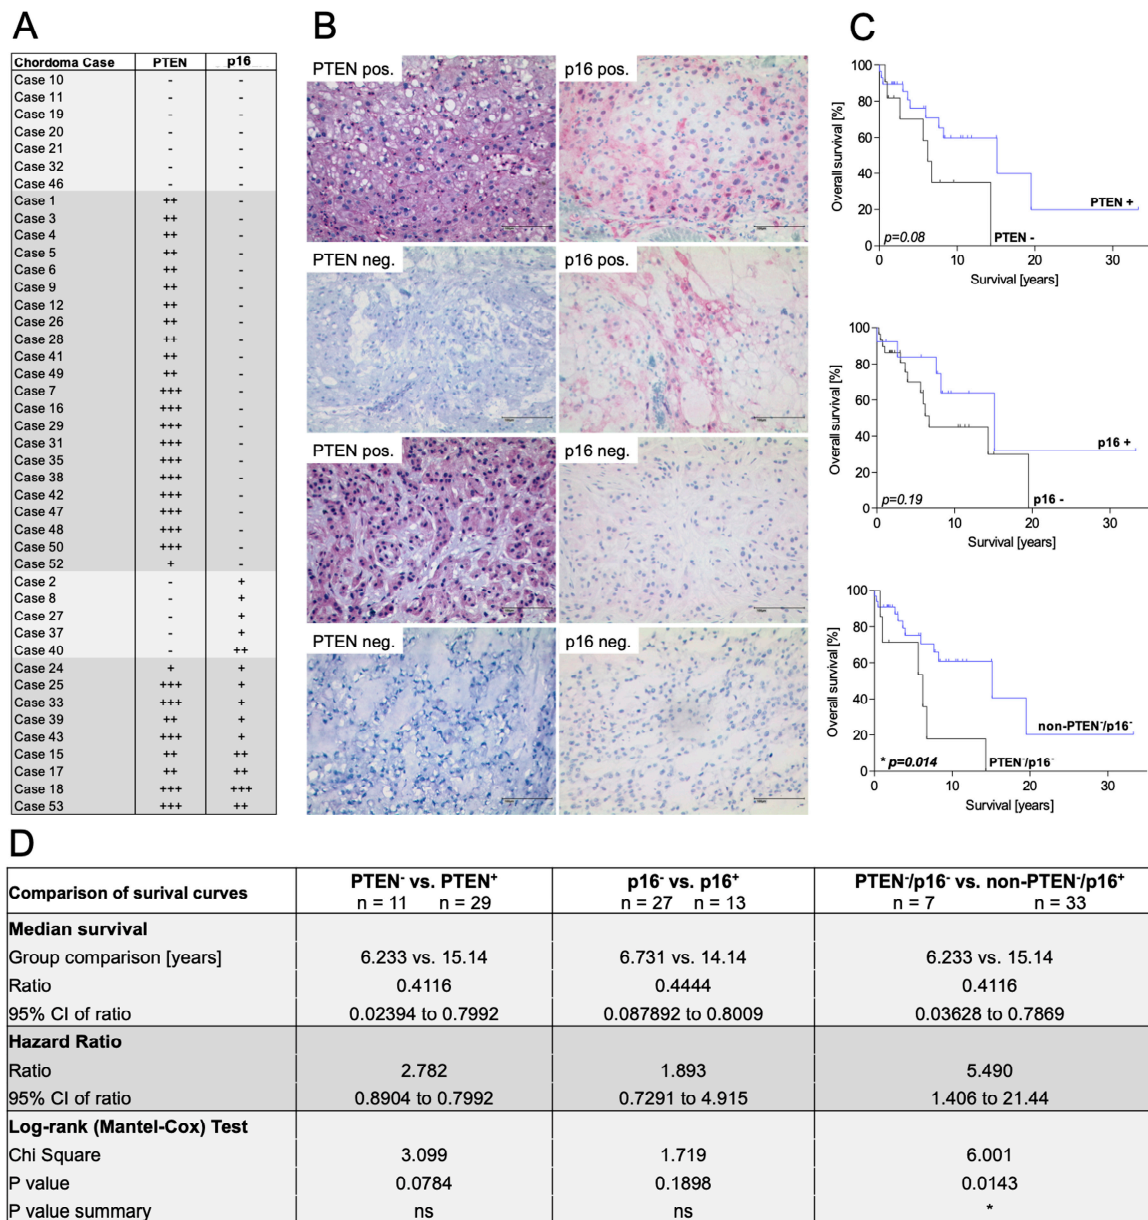 A
Chordoma Case PTEN p16
Case 10 - -
Case 11 - -
Case 19 - -
Case 20 - -
Case 21 - -
Case 32 - -
Case 46 - -
Case 1 ++ -
Case 3 ++ -
Case 4 ++ -
Case 5 ++ -
Case 6 ++ -
Case 9 ++ -
Case 12 ++ -
Case 26 ++ -
Case 28 ++ -
Case 41 ++ -
Case 49 ++ -
Case 7 +++ -
Case 16 +++ -
Case 29 +++ -
Case 31 +++ -
Case 35 +++ -
Case 38 +++ -
Case 42 +++ -
Case 47 +++ -
Case 48 +++ -
Case 50 +++ -
Case 52 + -
Case 2 - +
Case 8 - +
Case 27 - +
Case 37 - +
Case 40 - ++
Case 24 + +
Case 25 +++ +
Case 33 +++ +
Case 39 ++ +
Case 43 +++ +
Case 15 ++ ++
Case 17 ++ ++
Case 18 +++ +++
Case 53 +++ ++
B
PTEN pos. p16 pos.
PTEN neg. p16 pos.
PTEN pos. p16 neg.
PTEN neg. p16 neg.
C
Overall survival [%]
100
80
60
40
20
0
PTEN +
p=0.08
PTEN -
0 10 20 30
Survival [years]
Overall survival [%]
100
80
60
40
20
0
p16 +
p=0.19
p16 -
0 10 20 30
Survival [years]
Overall survival [%]
100
80
60
40
20
0
non-PTEN⁻/p16⁻
* p=0.014
PTEN⁻/p16⁻
0 10 20 30
Survival [years]
D
Comparison of surival curves PTEN⁻ vs. PTEN⁺ p16⁻ vs. p16⁺ PTEN⁻/p16⁻ vs. non-PTEN⁻/p16⁺
n = 11 n = 29 n = 27 n = 13 n = 7 n = 33
Median survival
Group comparison [years] 6.233 vs. 15.14 6.731 vs. 14.14 6.233 vs. 15.14
Ratio 0.4116 0.4444 0.4116
95% CI of ratio 0.02394 to 0.7992 0.087892 to 0.8009 0.03628 to 0.7869
Hazard Ratio
Ratio 2.782 1.893 5.490
95% CI of ratio 0.8904 to 0.7992 0.7291 to 4.915 1.406 to 21.44
Log-rank (Mantel-Cox) Test
Chi Square 3.099 1.719 6.001
P value 0.0784 0.1898 0.0143
P value summary ns ns *